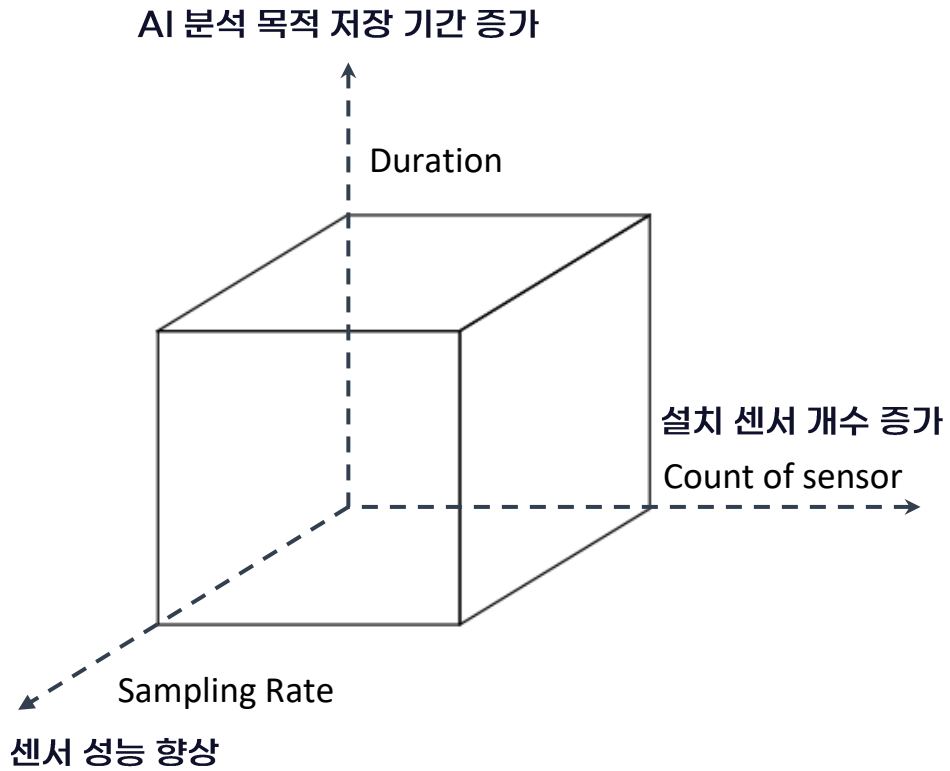 AI 분석 목적 저장 기간 증가
Duration
설치 센서 개수 증가
Count of sensor
Sampling Rate
센서 성능 향상